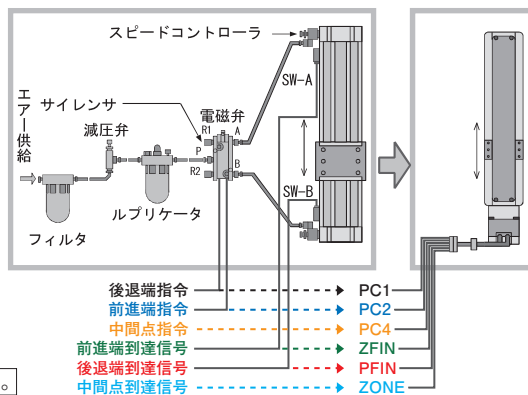 スピードコントローラ
SW-A
エアー供給
サイレンサ
電磁弁
R1
A
減圧弁
P
B
R2
SW-B
ルブリケータ
フィルタ
後退端指令 PC1
前進端指令 PC2
中間点指令 PC4
前進端到達信号 ZFIN
後退端到達信号 PFIN
中間点到達信号 ZONE
。